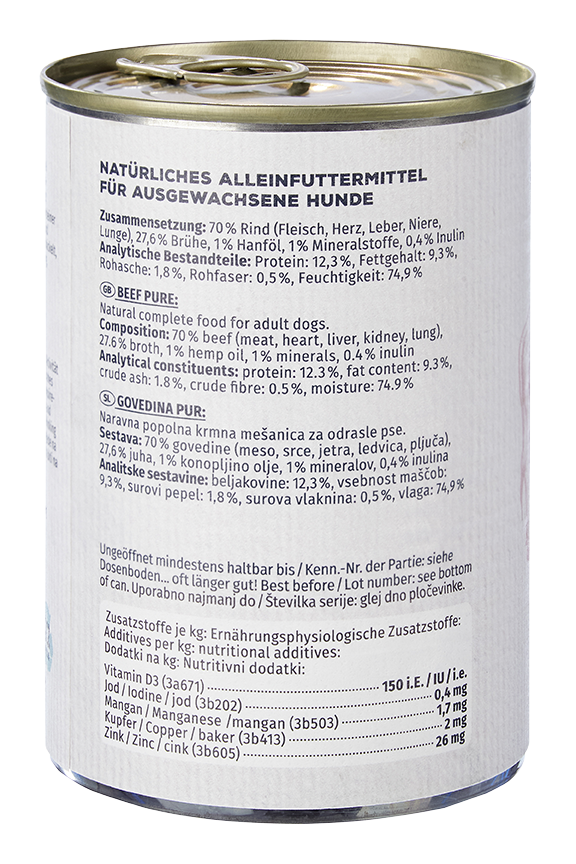 NATÜRLICHES ALLEINFUTTERMITTEL
FÜR AUSGEWACHSENE HUNDE
Zusammensetzung: 70 % Rind (Fleisch, Herz, Leber, Niere,
Lunge), 27,6 % Brühe, 1 % Hanföl, 1 % Mineralstoffe, 0,4 % Inulin
Analytische Bestandteile: Protein: 12,3 %, Fettgehalt: 9,3 %,
Rohasche: 1,8 %, Rohfaser: 0,5 %, Feuchtigkeit: 74,9 %
GB BEEF PURE:
Natural complete food for adult dogs.
Composition: 70 % beef (meat, heart, liver, kidney, lung),
27.6 % broth, 1 % hemp oil, 1 % minerals, 0.4 % inulin
Analytical constituents: protein: 12.3 %, fat content: 9.3 %,
crude ash: 1.8 %, crude fibre: 0.5 %, moisture: 74.9 %
SL GOVEDINA PUR:
Naravna popolna krmna mešanica za odrasle pse.
Sestava: 70 % govedine (meso, srce, jetra, ledvica, pljuča),
27,6 % juha, 1 % konopljino olje, 1 % mineralov, 0,4 % inulina
Analitske sestavine: beljakovine: 12,3 %, vsebnost maščob:
9,3 %, surovi pepel: 1,8 %, surova vlaknina: 0,5 %, vlaga: 74,9 %
Ungeöffnet mindestens haltbar bis / Kenn.-Nr. der Partie: siehe
Dosenboden... oft länger gut! Best before / Lot number: see bottom
of can. Uporabno najmanj do / Številka serije: glej dno pločevinke.
Zusatzstoffe je kg: Ernährungsphysiologische Zusatzstoffe:
Additives per kg: nutritional additives:
Dodatki na kg: Nutritivni dodatki:
Vitamin D3 (3a671) 150 i.E. / IU / i.e.
Jod / Iodine / jod (3b202) 0,4 mg
Mangan / Manganese /mangan (3b503) 1,7 mg
Kupfer / Copper / baker (3b413) 2 mg
Zink / Zinc / cink (3b605) 26 mg